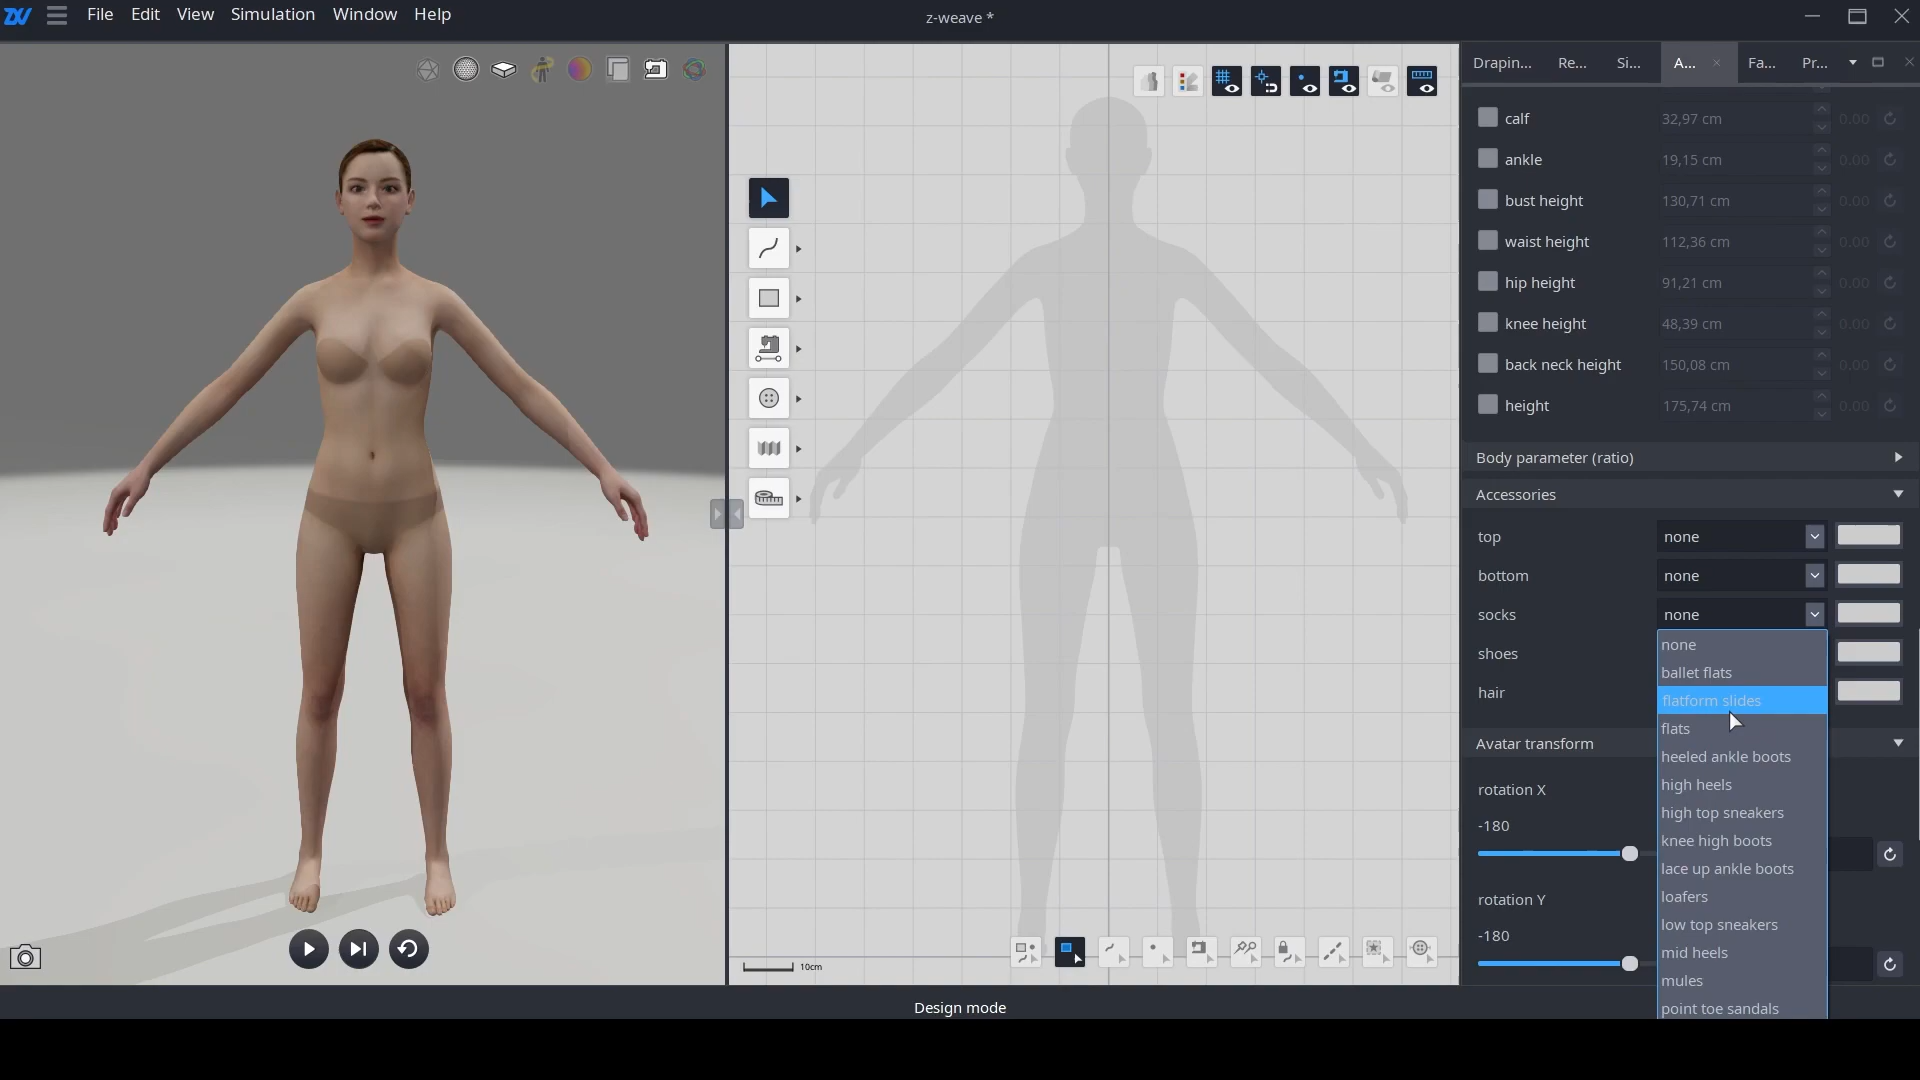 File Edit View Simulation Window Help
z-weave *
Drapin... Re... Si... A... Fa... Pr...
calf 32,97 cm 0.00
ankle 19,15 cm 0.00
bust height 130,71 cm 0.00
waist height 112,36 cm 0.00
hip height 91,21 cm 0.00
knee height 48,39 cm 0.00
back neck height 150,08 cm 0.00
height 175,74 cm 0.00
Body parameter (ratio)
Accessories
top none
bottom none
socks none
shoes
hair
none
ballet flats
flatform slides
flats
heeled ankle boots
high heels
high top sneakers
knee high boots
lace up ankle boots
loafers
low top sneakers
mid heels
mules
point toe sandals
Avatar transform
rotation X
-180
rotation Y
-180
10cm
Design mode